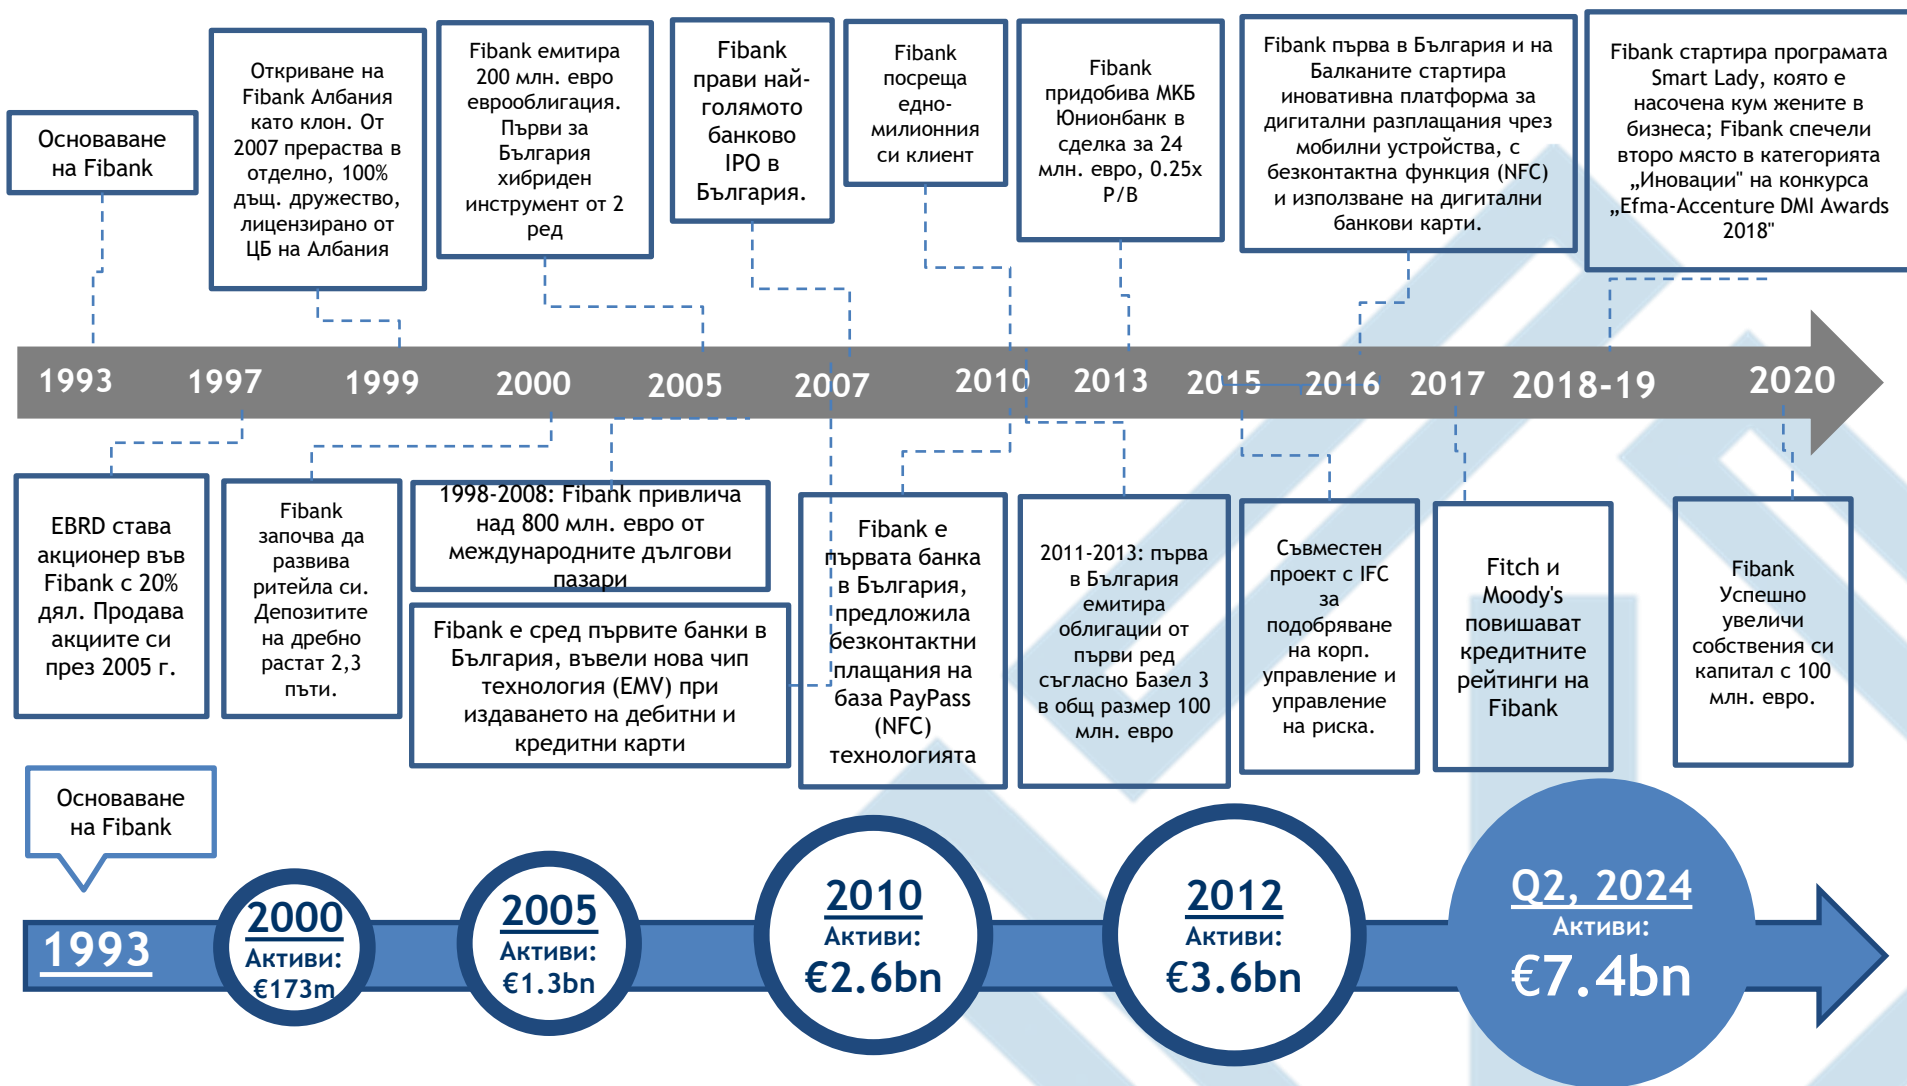 Основаване
на Fibank
Откриване на
Fibank Албания
като клон. От
2007 прераства в
отделно, 100%
дъщ. дружество,
лицензирано от
ЦБ на Албания
Fibank емитира
200 млн. евро
еврооблигация.
Първи за
България
хибриден
инструмент от 2
ред
Fibank
прави най-
голямото
банково
IPO в
България.
Fibank
посреща
едно-
милионния
си клиент
Fibank
придобива МКБ
Юнионбанк в
сделка за 24
млн. евро, 0.25x
P/B
Fibank първа в България и на
Балканите стартира
иновативна платформа за
дигитални разплащания чрез
мобилни устройства, с
безконтактна функция (NFC)
и използване на дигитални
банкови карти.
Fibank стартира програмата
Smart Lady, която е
насочена кум жените в
бизнеса; Fibank спечели
второ място в категорията
„Иновации" на конкурса
„Efma-Accenture DMI Awards
2018"
1993 1997 1999 2000 2005 2007 2010 2013 2015 2016 2017 2018-19 2020
EBRD става
акционер във
Fibank с 20%
дял. Продава
акциите си
през 2005 г.
Fibank
започва да
развива
ритейла си.
Депозитите
на дребно
растат 2,3
пъти.
1998-2008: Fibank привлича
над 800 млн. евро от
международните дългови
пазари
Fibank е сред първите банки в
България, въвели нова чип
технология (EMV) при
издаването на дебитни и
кредитни карти
Fibank е
първата банка
в България,
предложила
безконтактни
плащания на
база PayPass
(NFC)
технологията
2011-2013: първа
в България
емитира
облигации от
първи ред
съгласно Базел 3
в общ размер 100
млн. евро
Съвместен
проект с IFC
за
подобряване
на корп.
управление и
управление
на риска.
Fitch и
Moody's
повишават
кредитните
рейтинги на
Fibank
Fibank
Успешно
увеличи
собствения си
капитал с 100
млн. евро.
Основаване
на Fibank
1993
2000
Активи:
€173m
2005
Активи:
€1.3bn
2010
Активи:
€2.6bn
2012
Активи:
€3.6bn
Q2, 2024
Активи:
€7.4bn